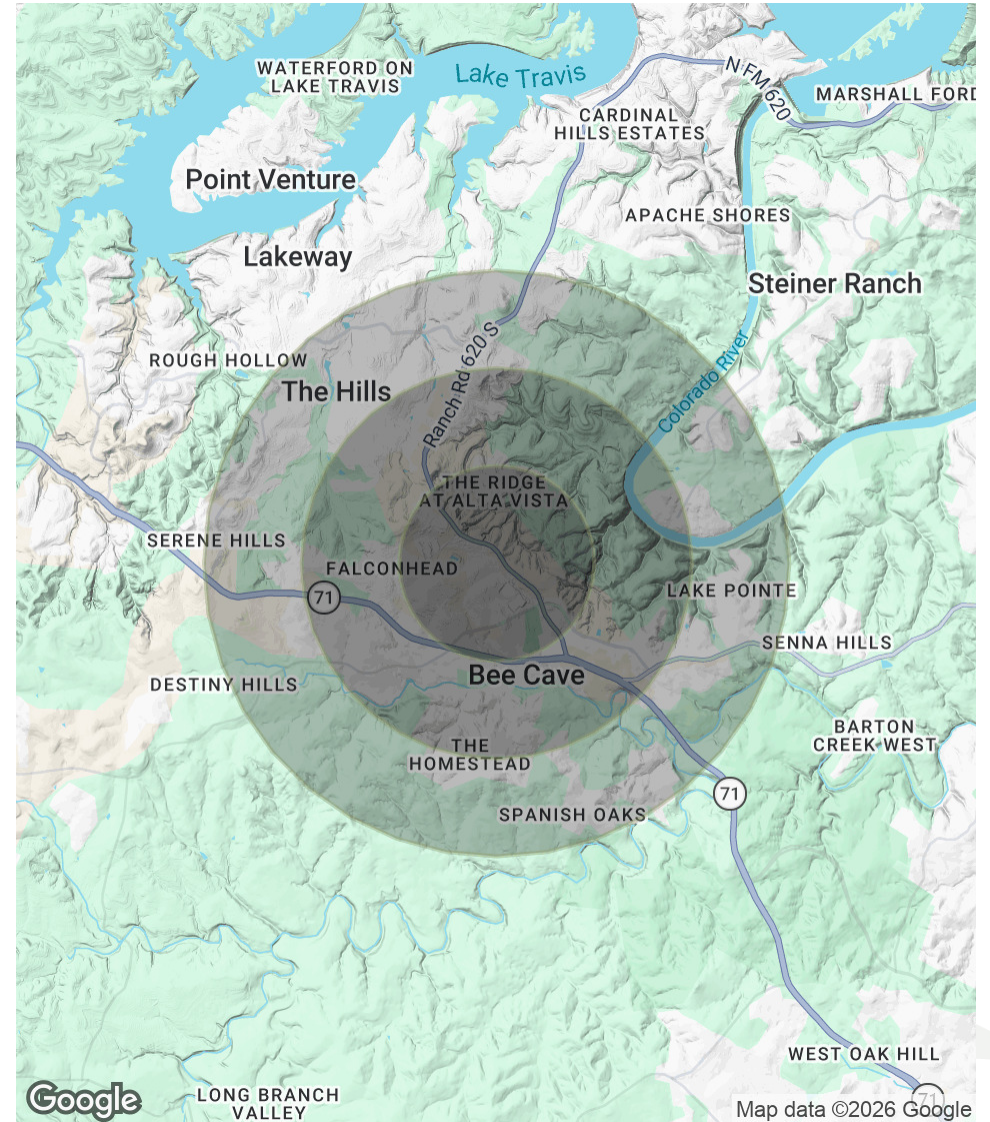 WATERFORD ON
LAKE TRAVIS
Lake Travis
N FM 620
MARSHALL FORD
CARDINAL
HILLS ESTATES
Point Venture
APACHE SHORES
Lakeway
Steiner Ranch
ROUGH HOLLOW
The Hills
Ranch Rd 620 S
Colorado River
THE RIDGE
AT ALTA VISTA
SERENE HILLS
FALCONHEAD
71
LAKE POINTE
SENNA HILLS
Bee Cave
DESTINY HILLS
BARTON
CREEK WEST
THE
HOMESTEAD
71
SPANISH OAKS
WEST OAK HILL
71
LONG BRANCH
VALLEY
Google
Map data ©2026 Google